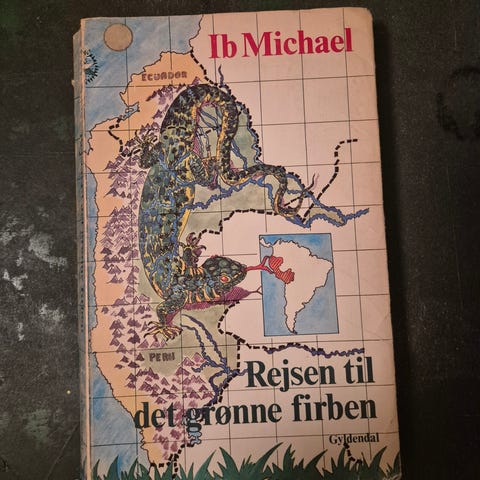 Ib Michael
ECUADOR
PERU
Rejsen til
det grønne firben
Gyldendal